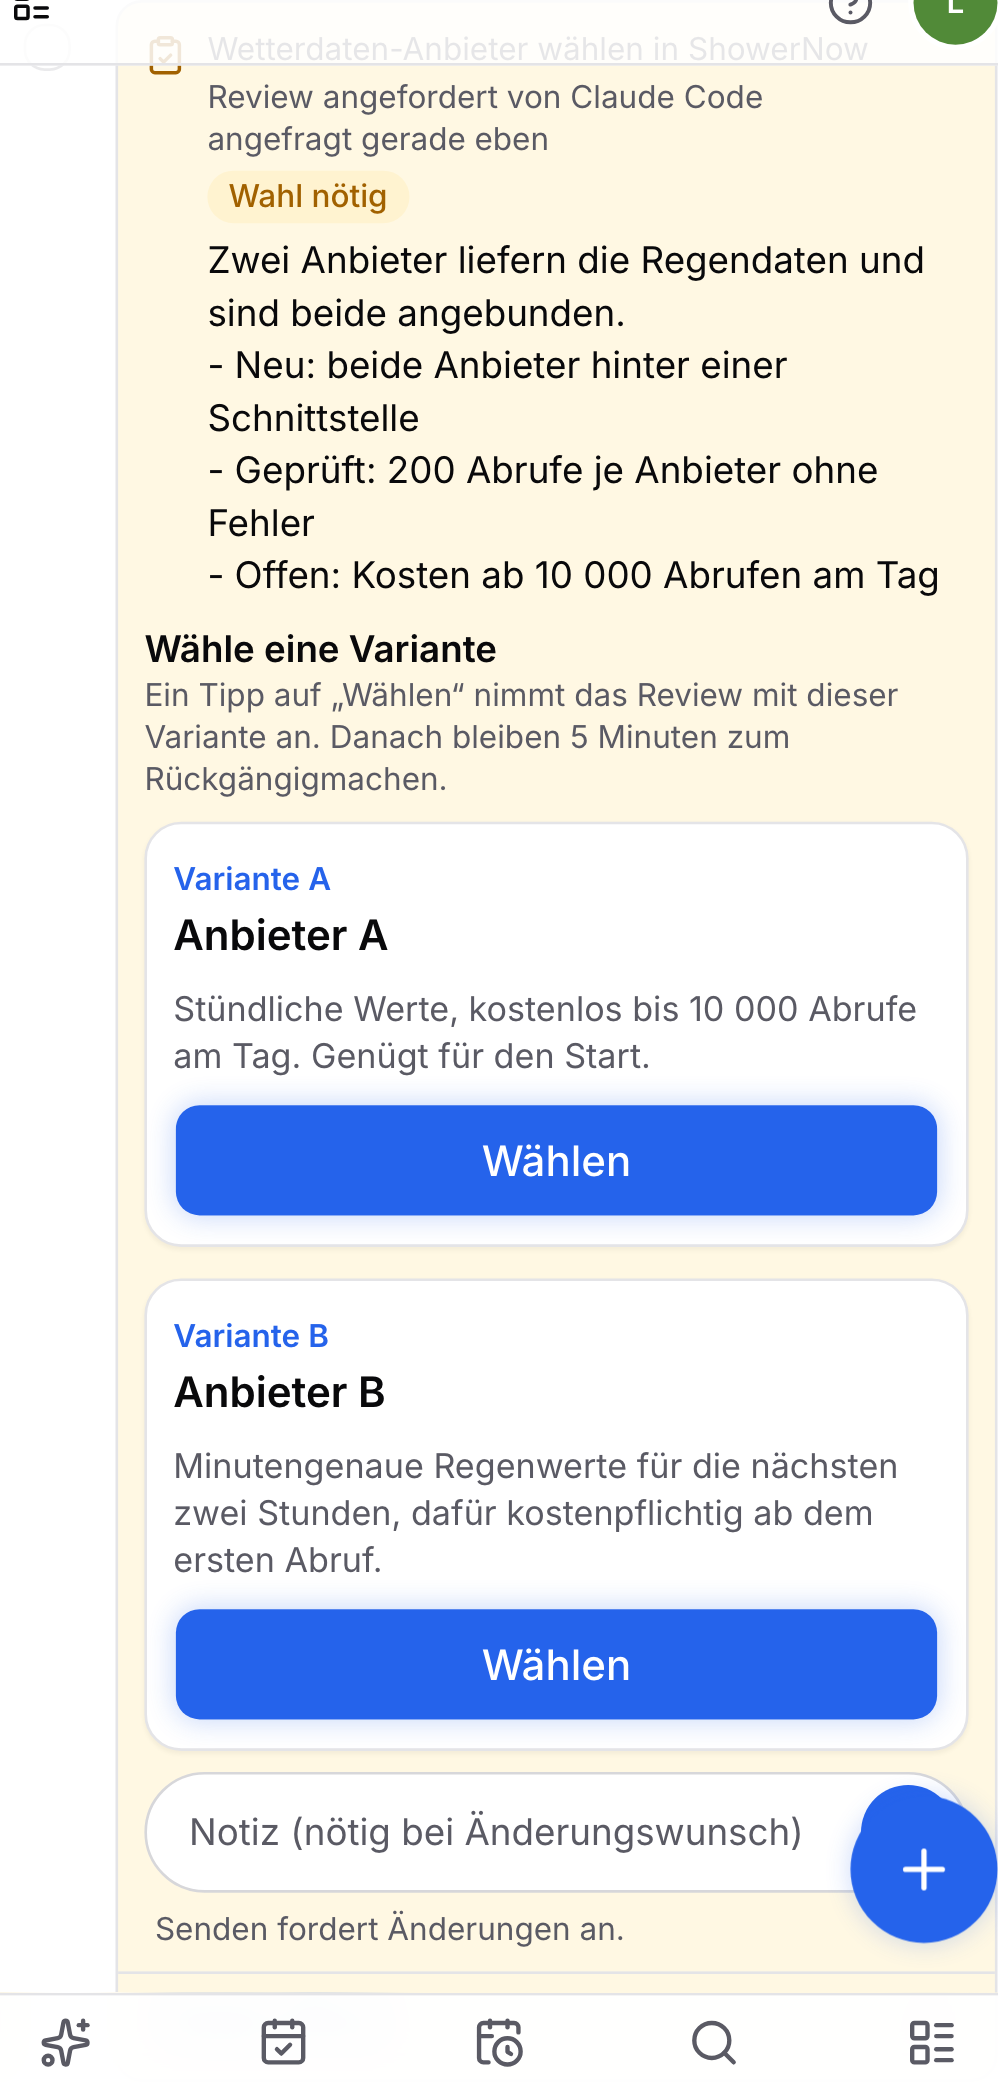 L
Wetterdaten-Anbieter wählen in ShowerNow
Review angefordert von Claude Code
angefragt gerade eben
Wahl nötig
Zwei Anbieter liefern die Regendaten und
sind beide angebunden.
- Neu: beide Anbieter hinter einer
Schnittstelle
- Geprüft: 200 Abrufe je Anbieter ohne
Fehler
- Offen: Kosten ab 10 000 Abrufen am Tag
Wähle eine Variante
Ein Tipp auf „Wählen“ nimmt das Review mit dieser
Variante an. Danach bleiben 5 Minuten zum
Rückgängigmachen.
Variante A
Anbieter A
Stündliche Werte, kostenlos bis 10 000 Abrufe
am Tag. Genügt für den Start.
Wählen
Variante B
Anbieter B
Minutengenaue Regenwerte für die nächsten
zwei Stunden, dafür kostenpflichtig ab dem
ersten Abruf.
Wählen
Notiz (nötig bei Änderungswunsch)
Senden fordert Änderungen an.